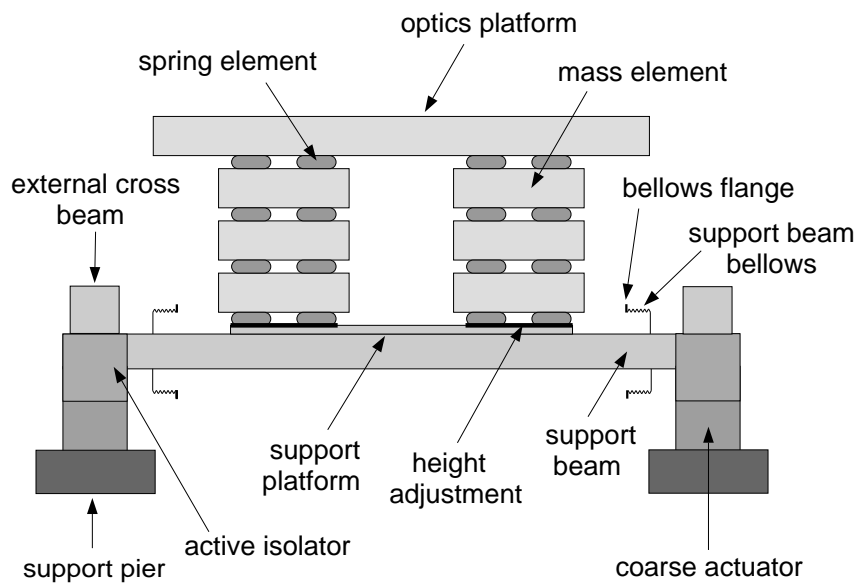 optics platform
spring element
mass element
external cross
beam
bellows flange
support beam
bellows
support
platform
height
adjustment
support
beam
active isolator
support pier
coarse actuator